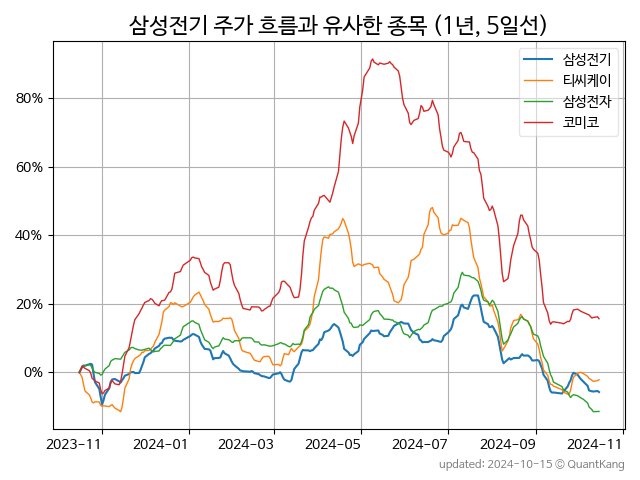 삼성전기 주가 흐름과 유사한 종목 (1년, 5일선)
삼성전기
티씨케이
삼성전자
코미코
80%
60%
40%
20%
0%
2023-11
2024-01
2024-03
2024-05
2024-07
2024-09
2024-11
updated: 2024-10-15 © QuantKang